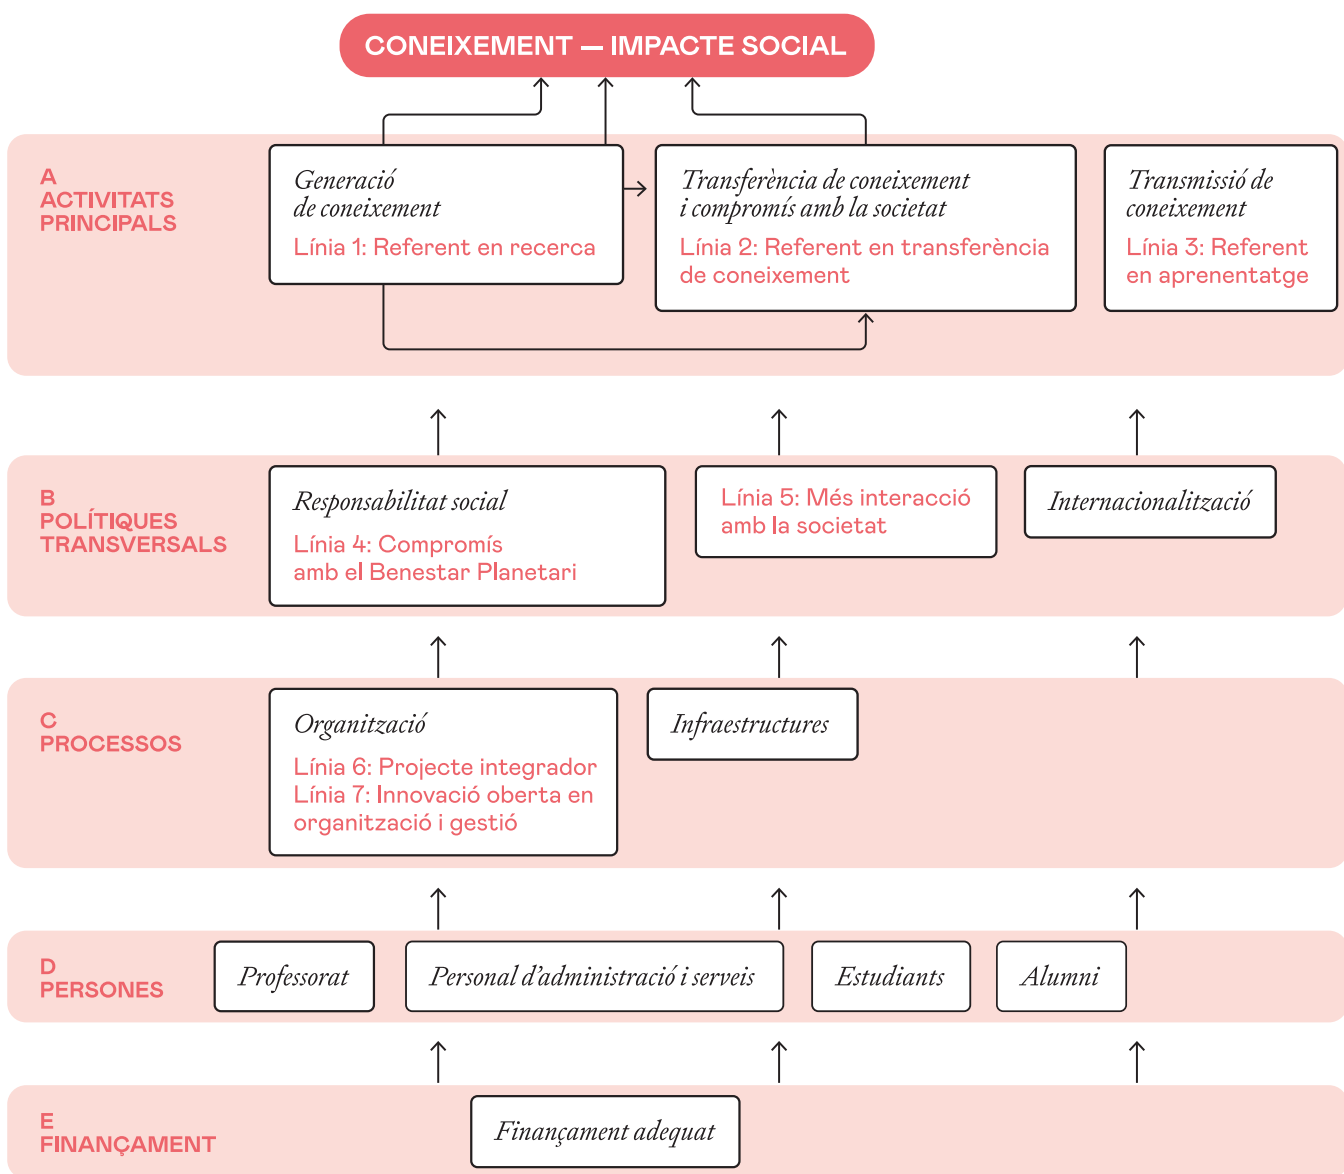 CONEIXEMENT — IMPACTE SOCIAL
A
ACTIVITATS
PRINCIPALS
Generació
de coneixement
Línia 1: Referent en recerca
Transferència de coneixement
i compromís amb la societat
Línia 2: Referent en transferència
de coneixement
Transmissió de
coneixement
Línia 3: Referent
en aprenentatge
B
POLÍTIQUES
TRANSVERSALS
Responsabilitat social
Línia 4: Compromís
amb el Benestar Planetari
Línia 5: Més interacció
amb la societat
Internacionalització
C
PROCESSOS
Organització
Línia 6: Projecte integrador
Línia 7: Innovació oberta en
organització i gestió
Infraestructures
D
PERSONES
Professorat
Personal d’administració i serveis
Estudiants
Alumni
E
FINANÇAMENT
Finançament adequat